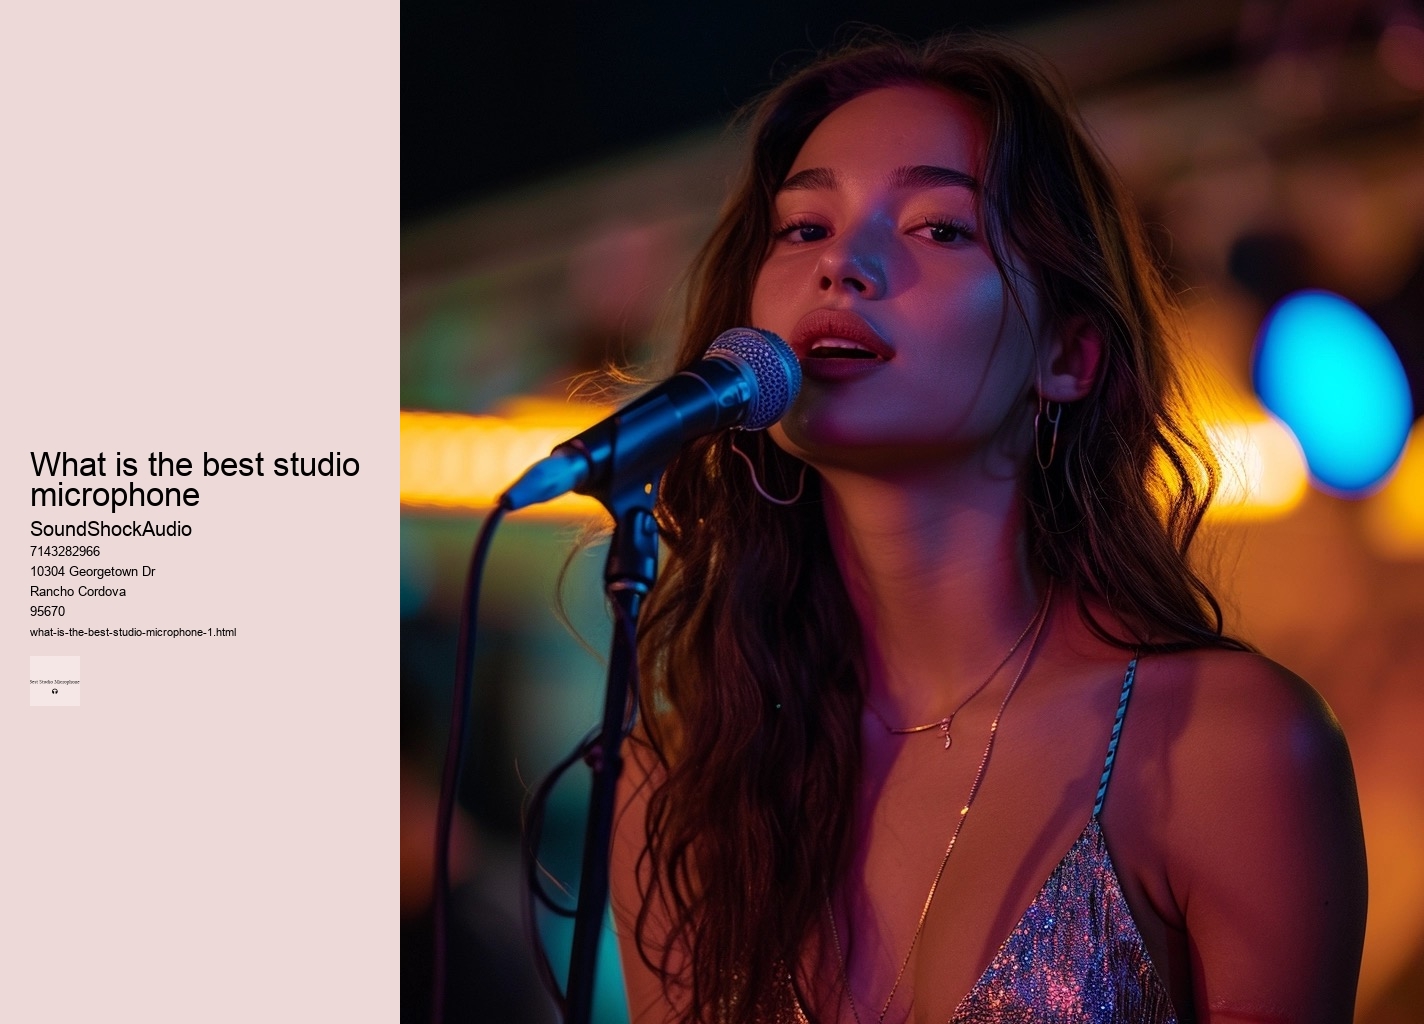 What is the best studio
microphone
SoundShockAudio
7143282966
10304 Georgetown Dr
Rancho Cordova
95670
what-is-the-best-studio-microphone-1.html
Best Studio Microphone